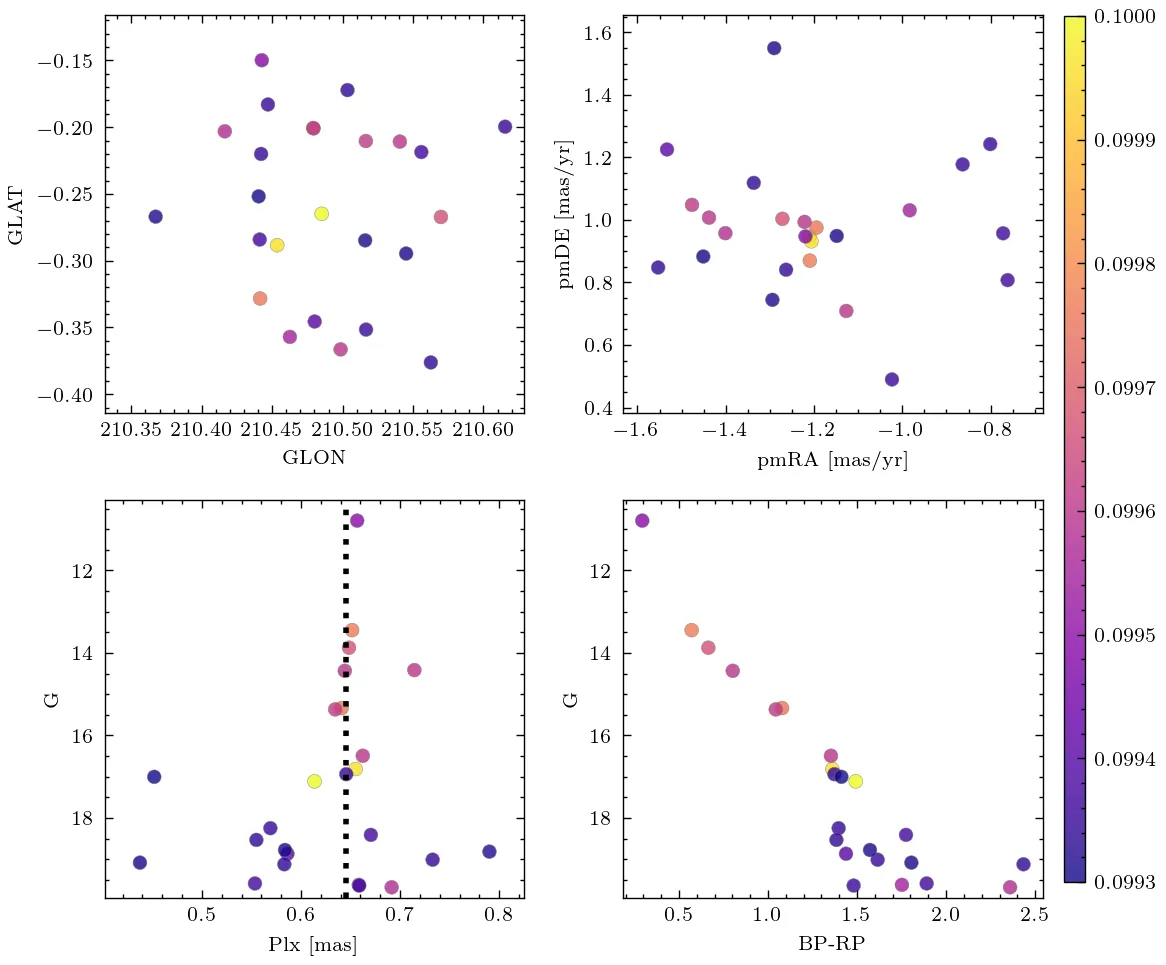 −0.15
−0.20
−0.25
−0.30
−0.35
−0.40
GLAT
210.35 210.40 210.45 210.50 210.55 210.60
GLON
1.6
1.4
1.2
1.0
0.8
0.6
0.4
pmDE [mas/yr]
−1.6 −1.4 −1.2 −1.0 −0.8
pmRA [mas/yr]
0.1000
0.0999
0.0998
0.0997
0.0996
0.0995
0.0994
0.0993
12
14
16
18
G
0.5 0.6 0.7 0.8
Plx [mas]
12
14
16
18
G
0.5 1.0 1.5 2.0 2.5
BP-RP